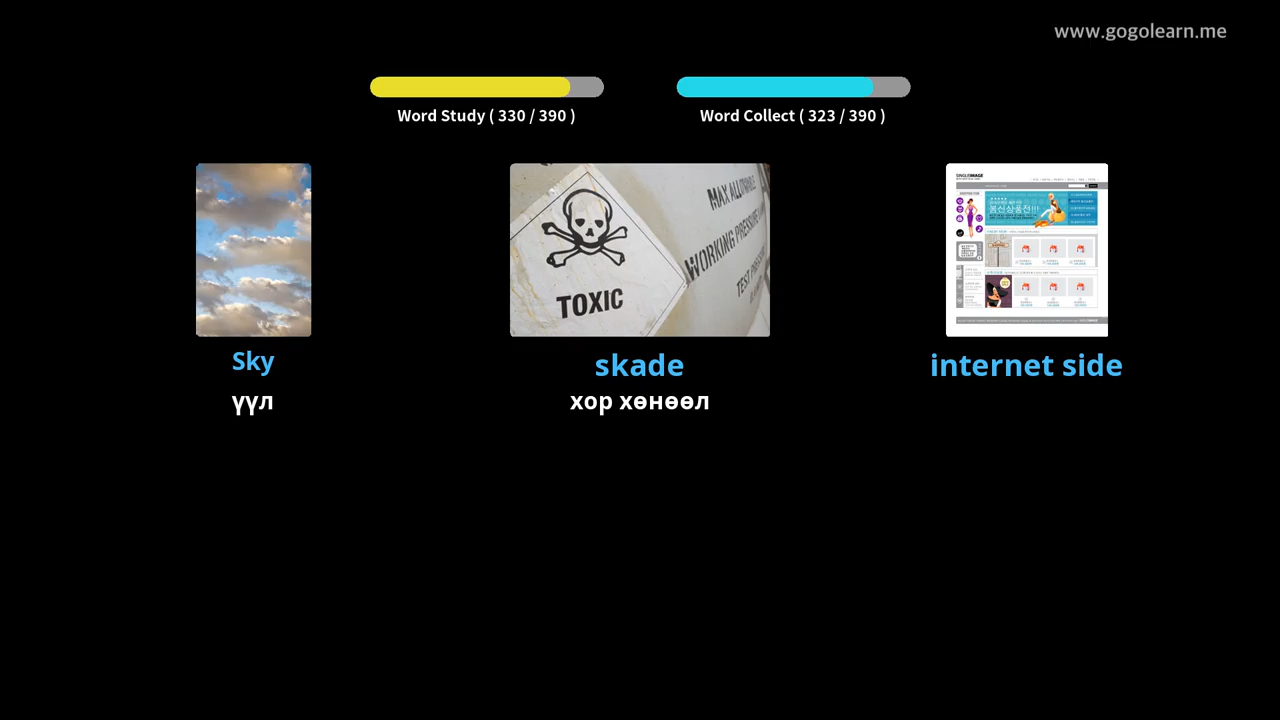 www.gogolearn.me
Word Study ( 330 / 390 )
Word Collect ( 323 / 390 )
MAX ALLOWABLE
WORKING PRESSURE
TOXIC
TEST
Sky
skade
internet side
үүл
хор хөнөөл